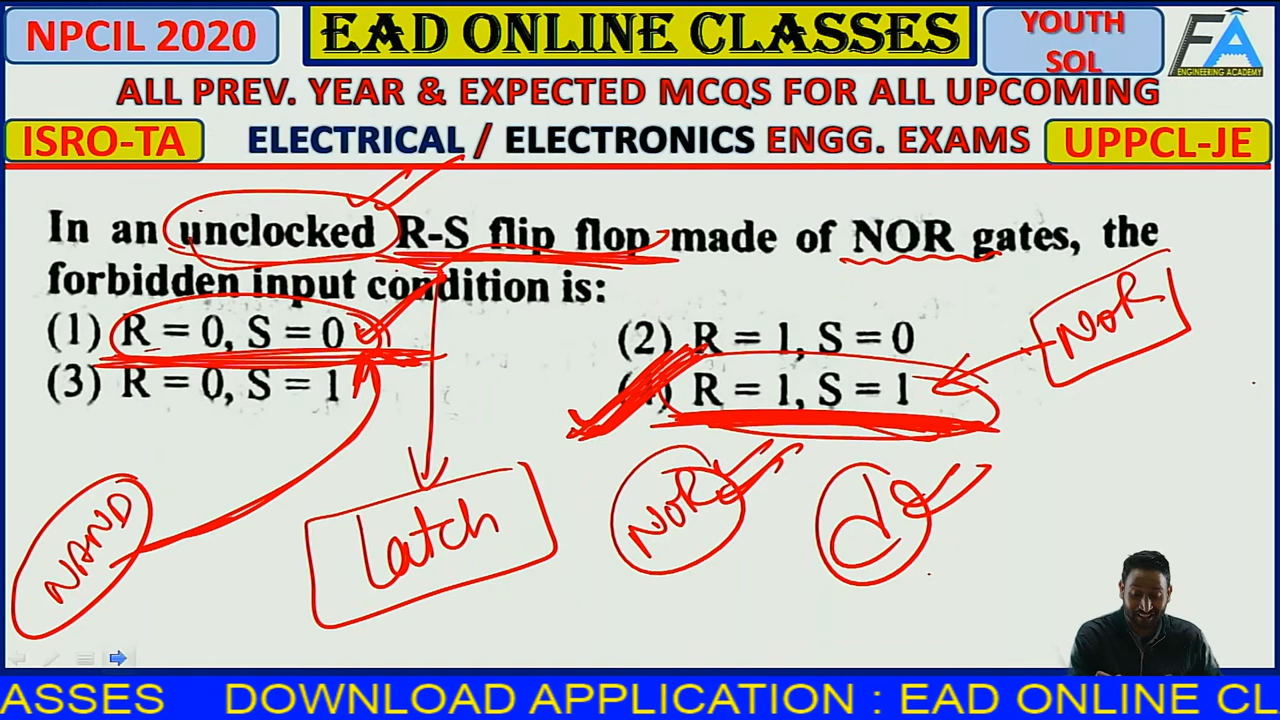 NPCIL 2020
EAD ONLINE CLASSES
YOUTH
SOL
EA
ENGINEERING ACADEMY
ALL PREV. YEAR & EXPECTED MCQS FOR ALL UPCOMING
ISRO-TA
ELECTRICAL / ELECTRONICS ENGG. EXAMS
UPPCL-JE
In an unclocked R-S flip flop made of NOR gates, the
forbidden input condition is:
(1) R = 0, S = 0
(2) R = 1, S = 0
(3) R = 0, S = 1
R = 1, S = 1
NOR
NAND
Latch
NOR
ASSES DOWNLOAD APPLICATION : EAD ONLINE CL